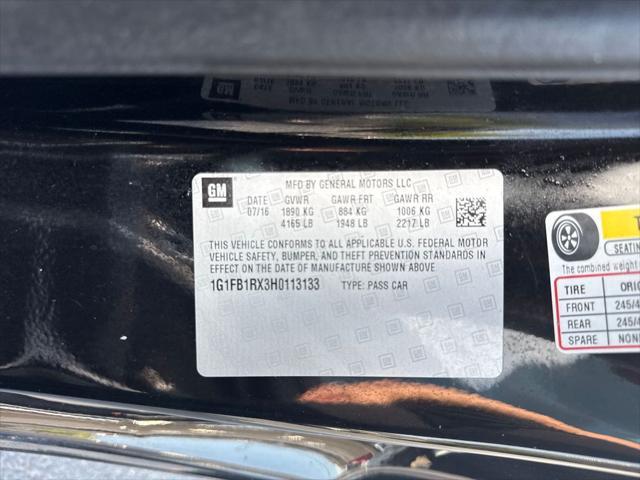 GM
MFD BY GENERAL MOTORS LLC
DATE GVWR GAWR FRT GAWR RR
07/16 1890 KG 884 KG 1006 KG
4165 LB 1948 LB 2217 LB
THIS VEHICLE CONFORMS TO ALL APPLICABLE U.S. FEDERAL MOTOR
VEHICLE SAFETY, BUMPER, AND THEFT PREVENTION STANDARDS IN
EFFECT ON THE DATE OF MANUFACTURE SHOWN ABOVE.
1G1FB1RX3H0113133 TYPE: PASS CAR
SEATIN
The combined weight
TIRE ORIG
FRONT 245/4
REAR 245/4
SPARE NON